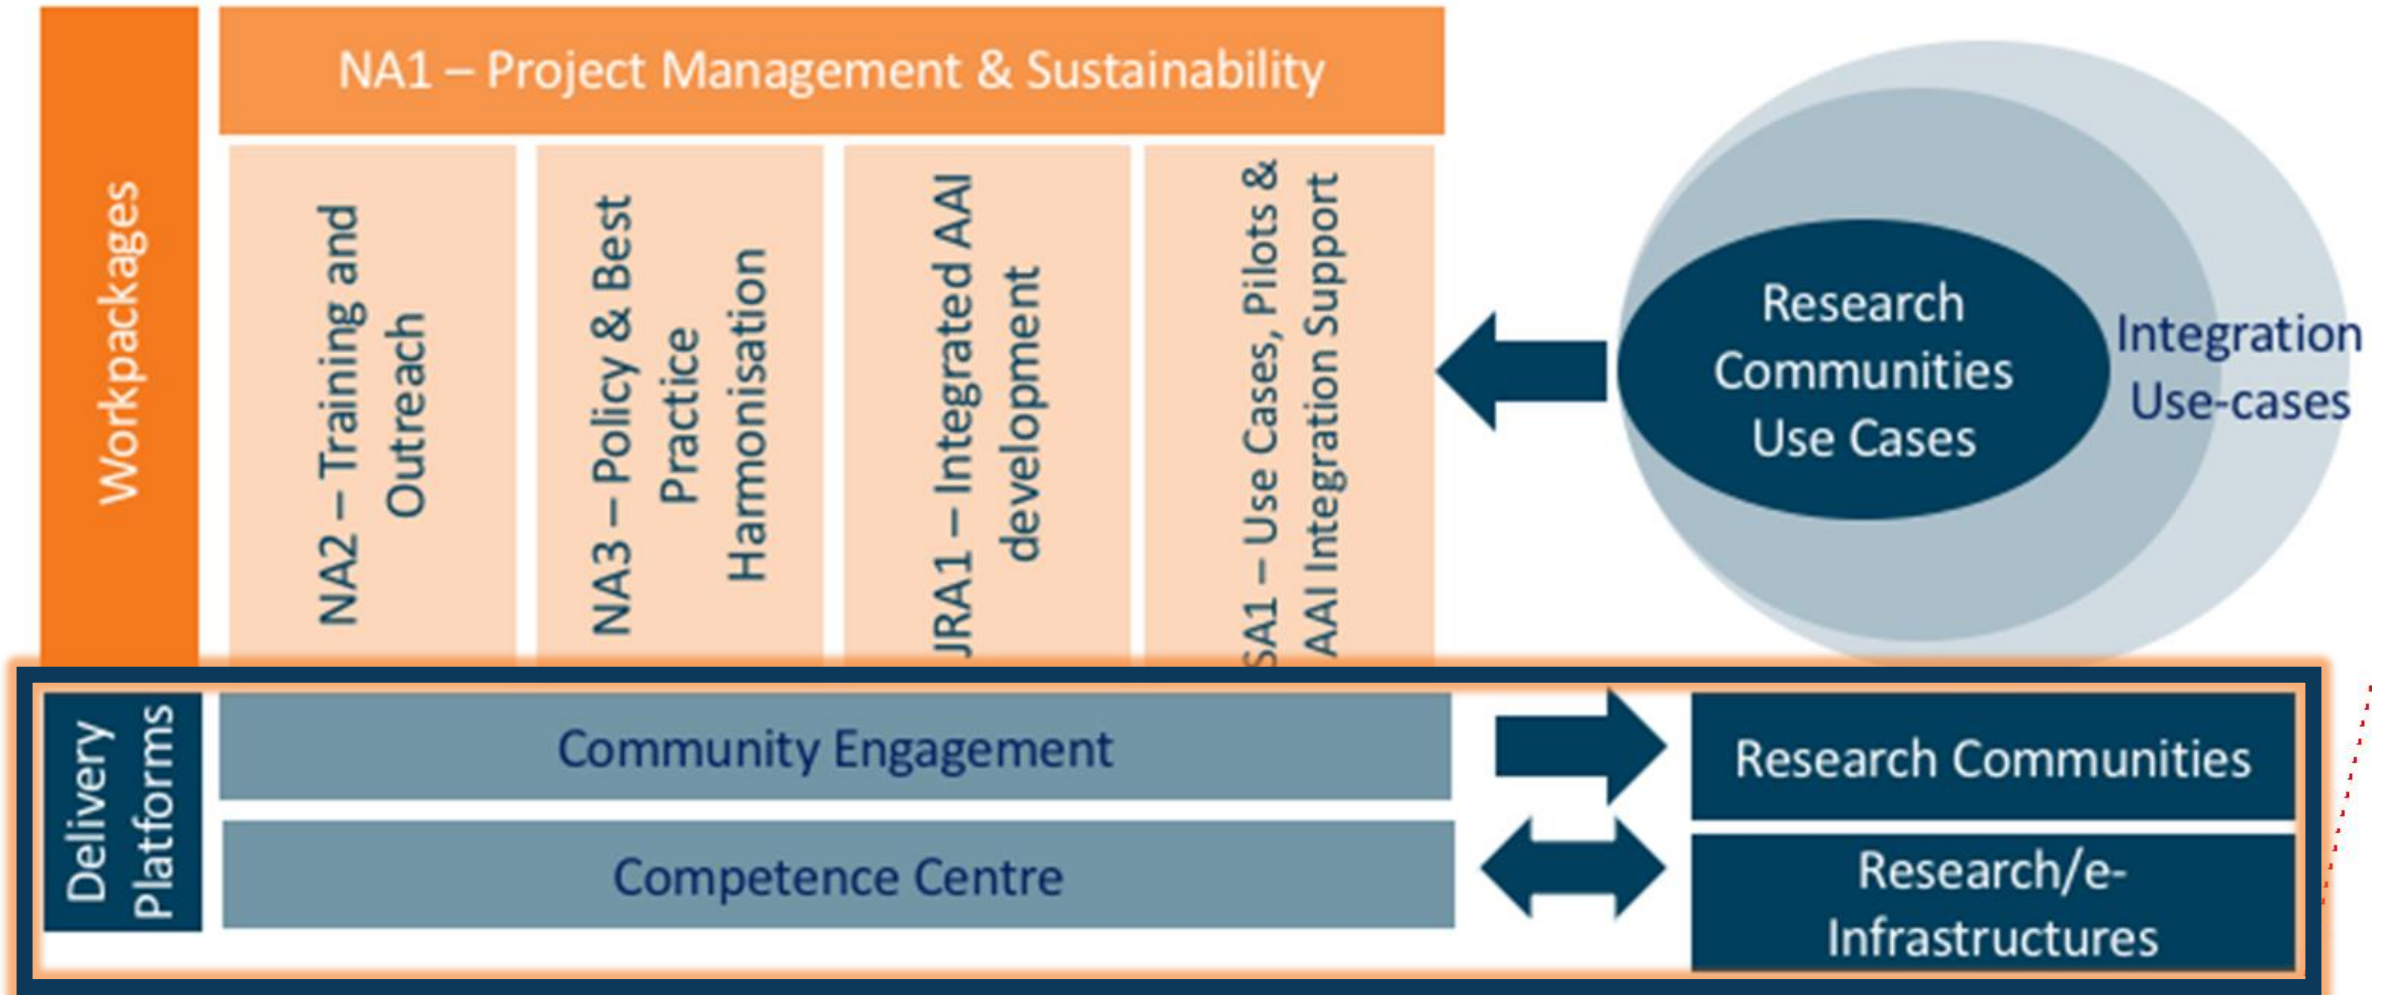 Workpackages
NA1 – Project Management & Sustainability
NA2 – Training and
Outreach
NA3 – Policy & Best
Practice
Harmonisation
JRA1 – Integrated AAI
development
SA1 – Use Cases, Pilots &
AAI Integration Support
Research
Communities
Use Cases
Integration
Use-cases
Delivery
Platforms
Community Engagement
Research Communities
Competence Centre
Research/e-
Infrastructures